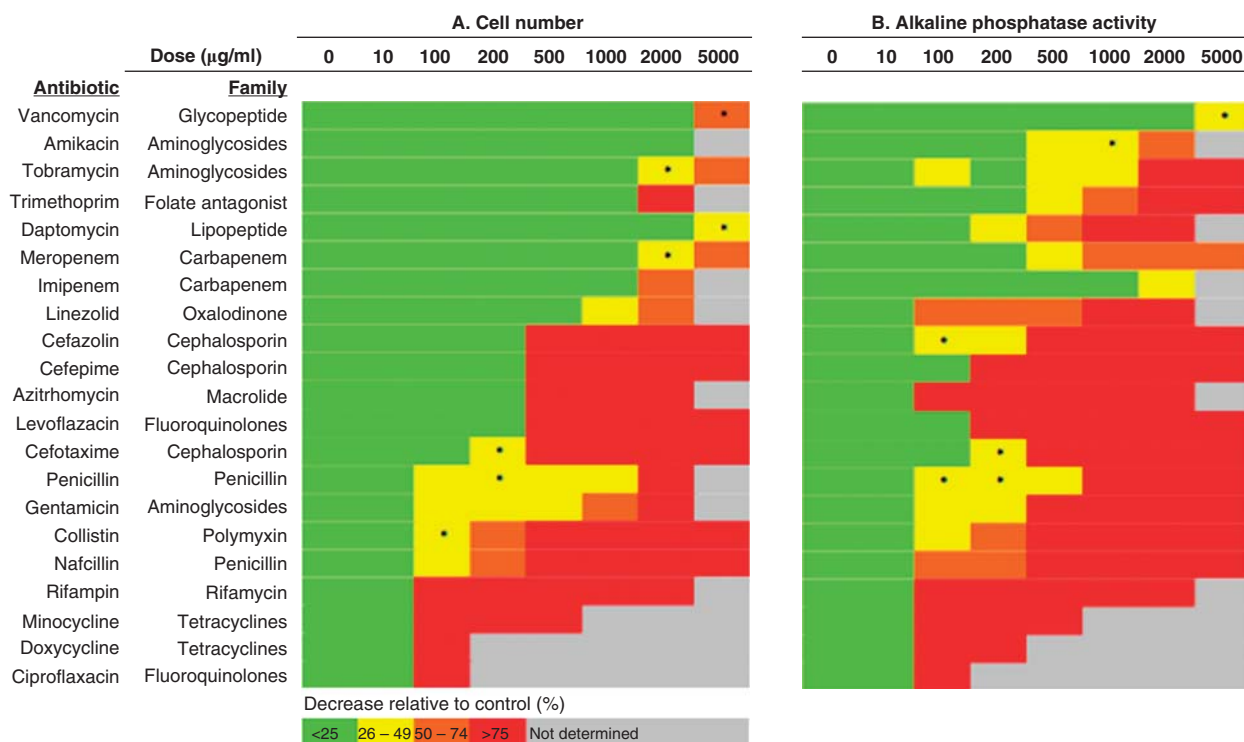 A. Cell number B. Alkaline phosphatase activity
Dose (µg/ml) 0 10 100 200 500 1000 2000 5000 0 10 100 200 500 1000 2000 5000
Antibiotic Family
Vancomycin Glycopeptide
Amikacin Aminoglycosides
Tobramycin Aminoglycosides
Trimethoprim Folate antagonist
Daptomycin Lipopeptide
Meropenem Carbapenem
Imipenem Carbapenem
Linezolid Oxalodinone
Cefazolin Cephalosporin
Cefepime Cephalosporin
Azitrhomycin Macrolide
Levoflazacin Fluoroquinolones
Cefotaxime Cephalosporin
Penicillin Penicillin
Gentamicin Aminoglycosides
Collistin Polymyxin
Nafcillin Penicillin
Rifampin Rifamycin
Minocycline Tetracyclines
Doxycycline Tetracyclines
Ciproflaxacin Fluoroquinolones
Decrease relative to control (%)
<25 26 – 49 50 – 74 >75 Not determined